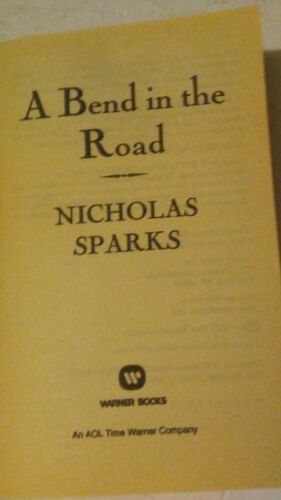 A Bend in the
Road
NICHOLAS
SPARKS
W
WARNER BOOKS
An AOL Time Warner Company